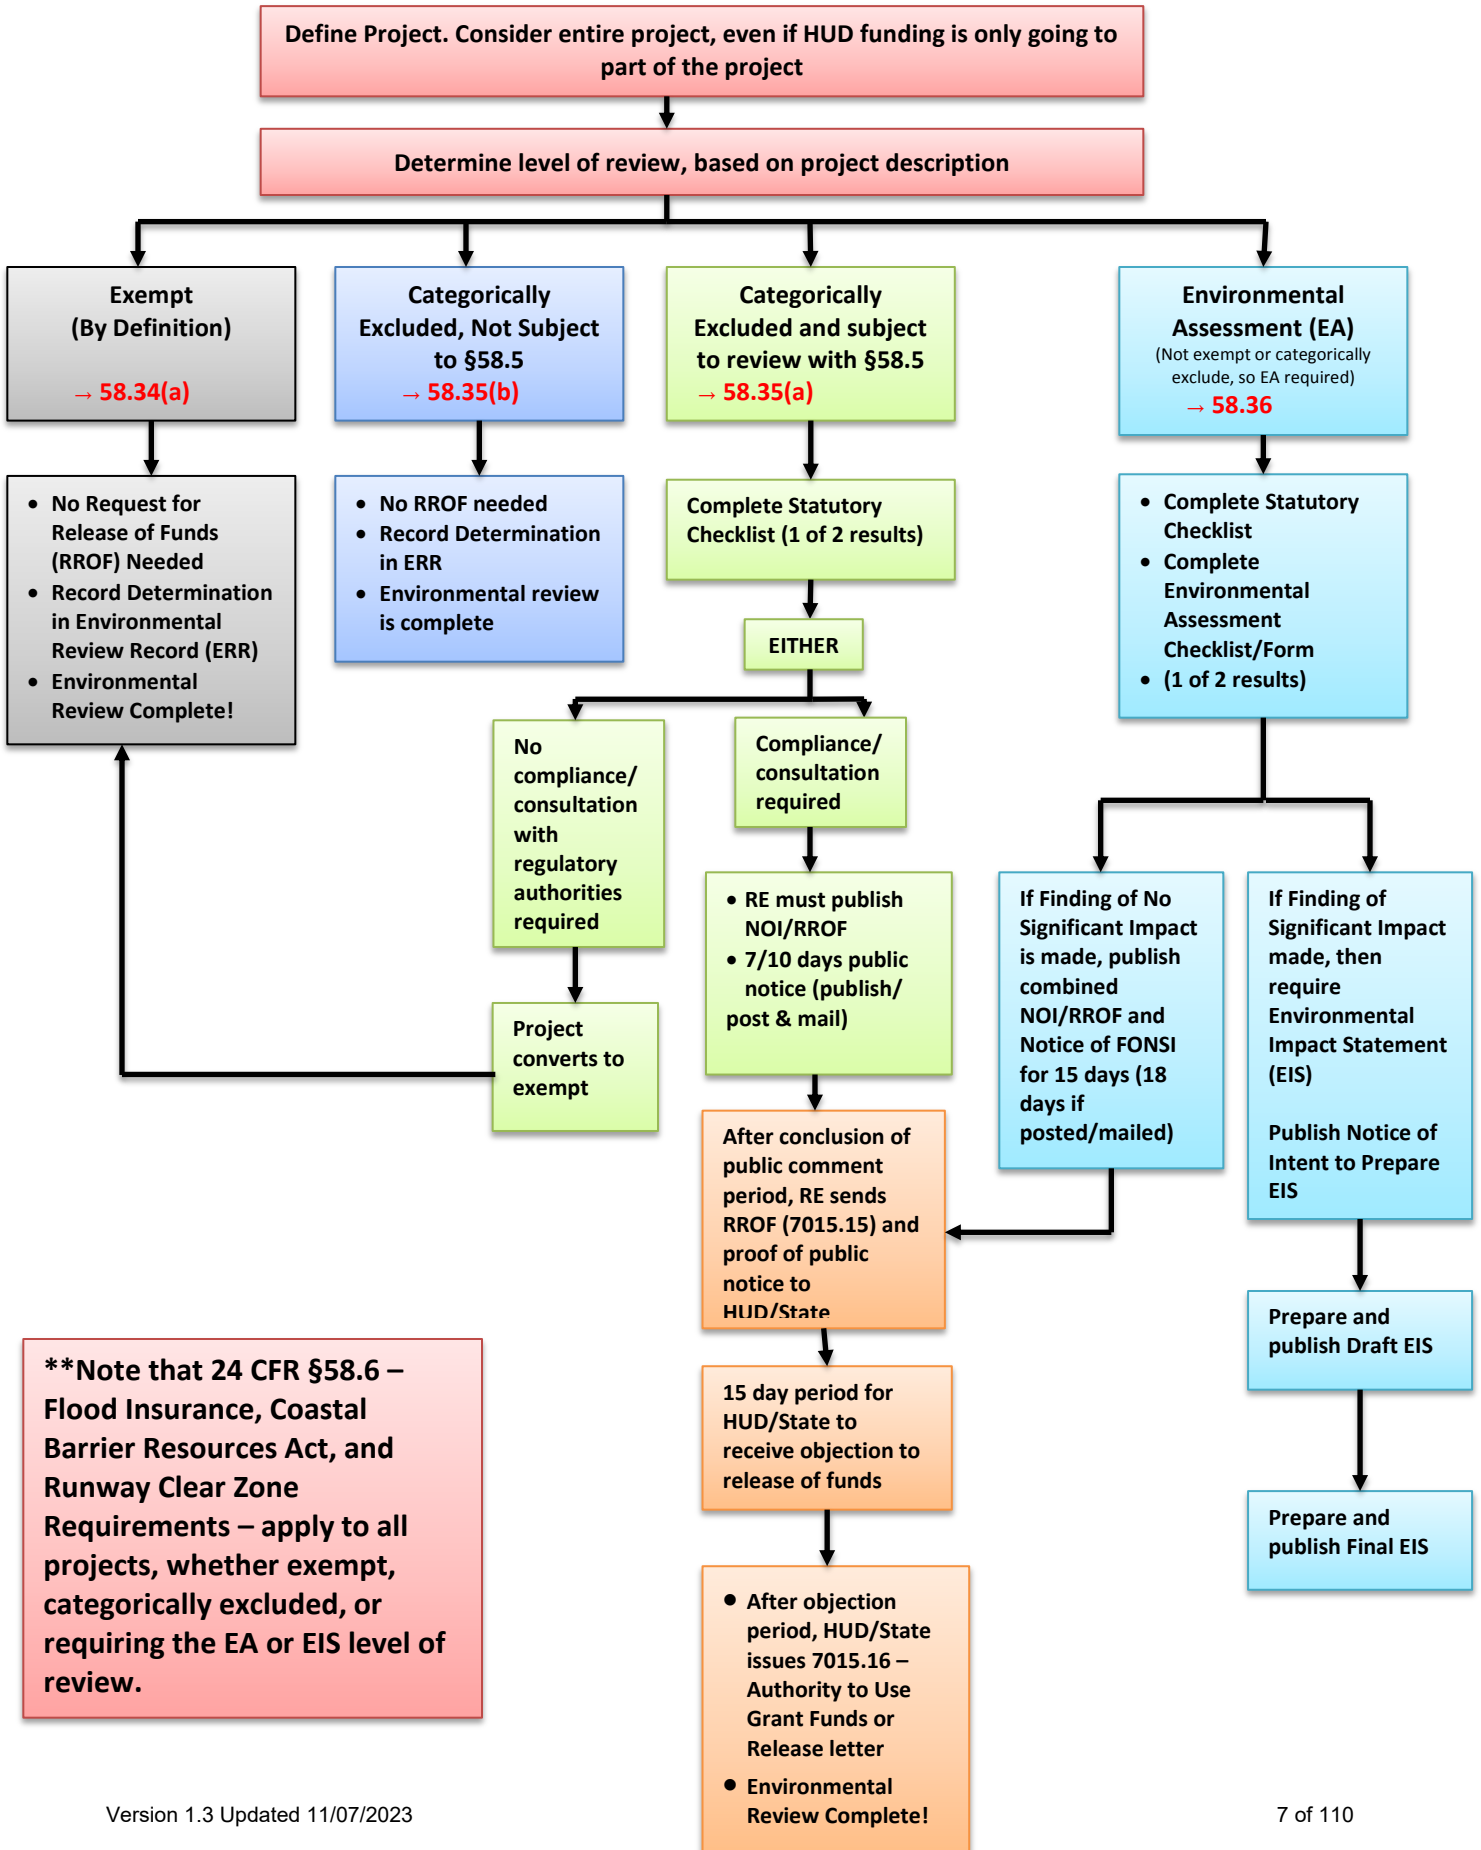 Define Project. Consider entire project, even if HUD funding is only going to
part of the project
Determine level of review, based on project description
Exempt
(By Definition)
→ 58.34(a)
Categorically
Excluded, Not Subject
to §58.5
→ 58.35(b)
Categorically
Excluded and subject
to review with §58.5
→ 58.35(a)
Environmental
Assessment (EA)
(Not exempt or categorically
exclude, so EA required)
→ 58.36
• No Request for
Release of Funds
(RROF) Needed
• Record Determination
in Environmental
Review Record (ERR)
• Environmental
Review Complete!
• No RROF needed
• Record Determination
in ERR
• Environmental review
is complete
Complete Statutory
Checklist (1 of 2 results)
• Complete Statutory
Checklist
• Complete
Environmental
Assessment
Checklist/Form
• (1 of 2 results)
EITHER
No
compliance/
consultation
with
regulatory
authorities
required
Compliance/
consultation
required
• RE must publish
NOI/RROF
• 7/10 days public
notice (publish/
post & mail)
If Finding of No
Significant Impact
is made, publish
combined
NOI/RROF and
Notice of FONSI
for 15 days (18
days if
posted/mailed)
If Finding of
Significant Impact
made, then
require
Environmental
Impact Statement
(EIS)
Publish Notice of
Intent to Prepare
EIS
Project
converts to
exempt
After conclusion of
public comment
period, RE sends
RROF (7015.15) and
proof of public
notice to
HUD/State
Prepare and
publish Draft EIS
**Note that 24 CFR §58.6 –
Flood Insurance, Coastal
Barrier Resources Act, and
Runway Clear Zone
Requirements – apply to all
projects, whether exempt,
categorically excluded, or
requiring the EA or EIS level of
review.
15 day period for
HUD/State to
receive objection to
release of funds
Prepare and
publish Final EIS
• After objection
period, HUD/State
issues 7015.16 –
Authority to Use
Grant Funds or
Release letter
• Environmental
Review Complete!
Version 1.3 Updated 11/07/2023
7 of 110